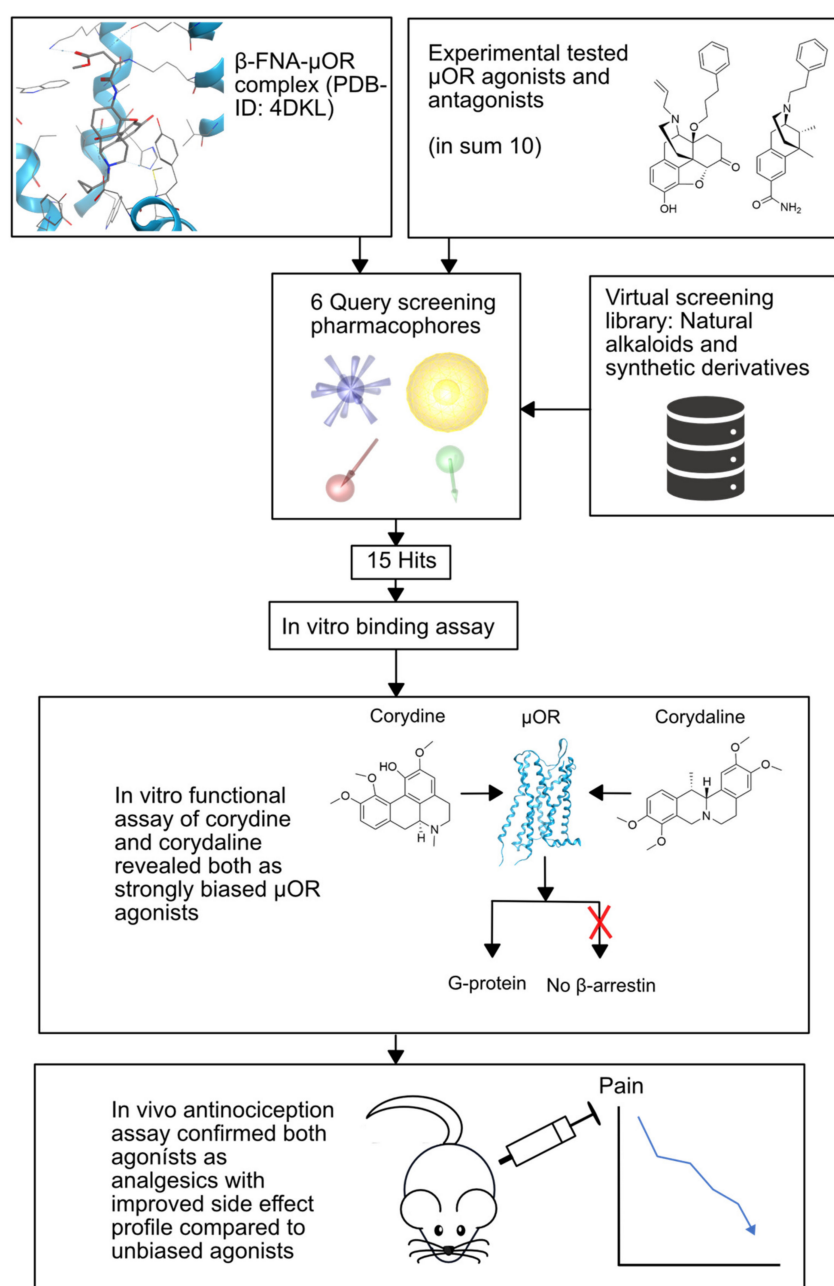 β-FNA-µOR
complex (PDB-
ID: 4DKL)
Experimental tested
µOR agonists and
antagonists
(in sum 10)
N
O
O
O
OH
N
O
NH₂
6 Query screening
pharmacophores
Virtual screening
library: Natural
alkaloids and
synthetic derivatives
15 Hits
In vitro binding assay
In vitro functional
assay of corydine
and corydaline
revealed both as
strongly biased µOR
agonists
Corydine
µOR
Corydaline
HO
O
O
O
H
N
O
O
H
N
O
O
G-protein
No β-arrestin
In vivo antinociception
assay confirmed both
agonísts as
analgesics with
improved side effect
profile compared to
unbiased agonists
Pain